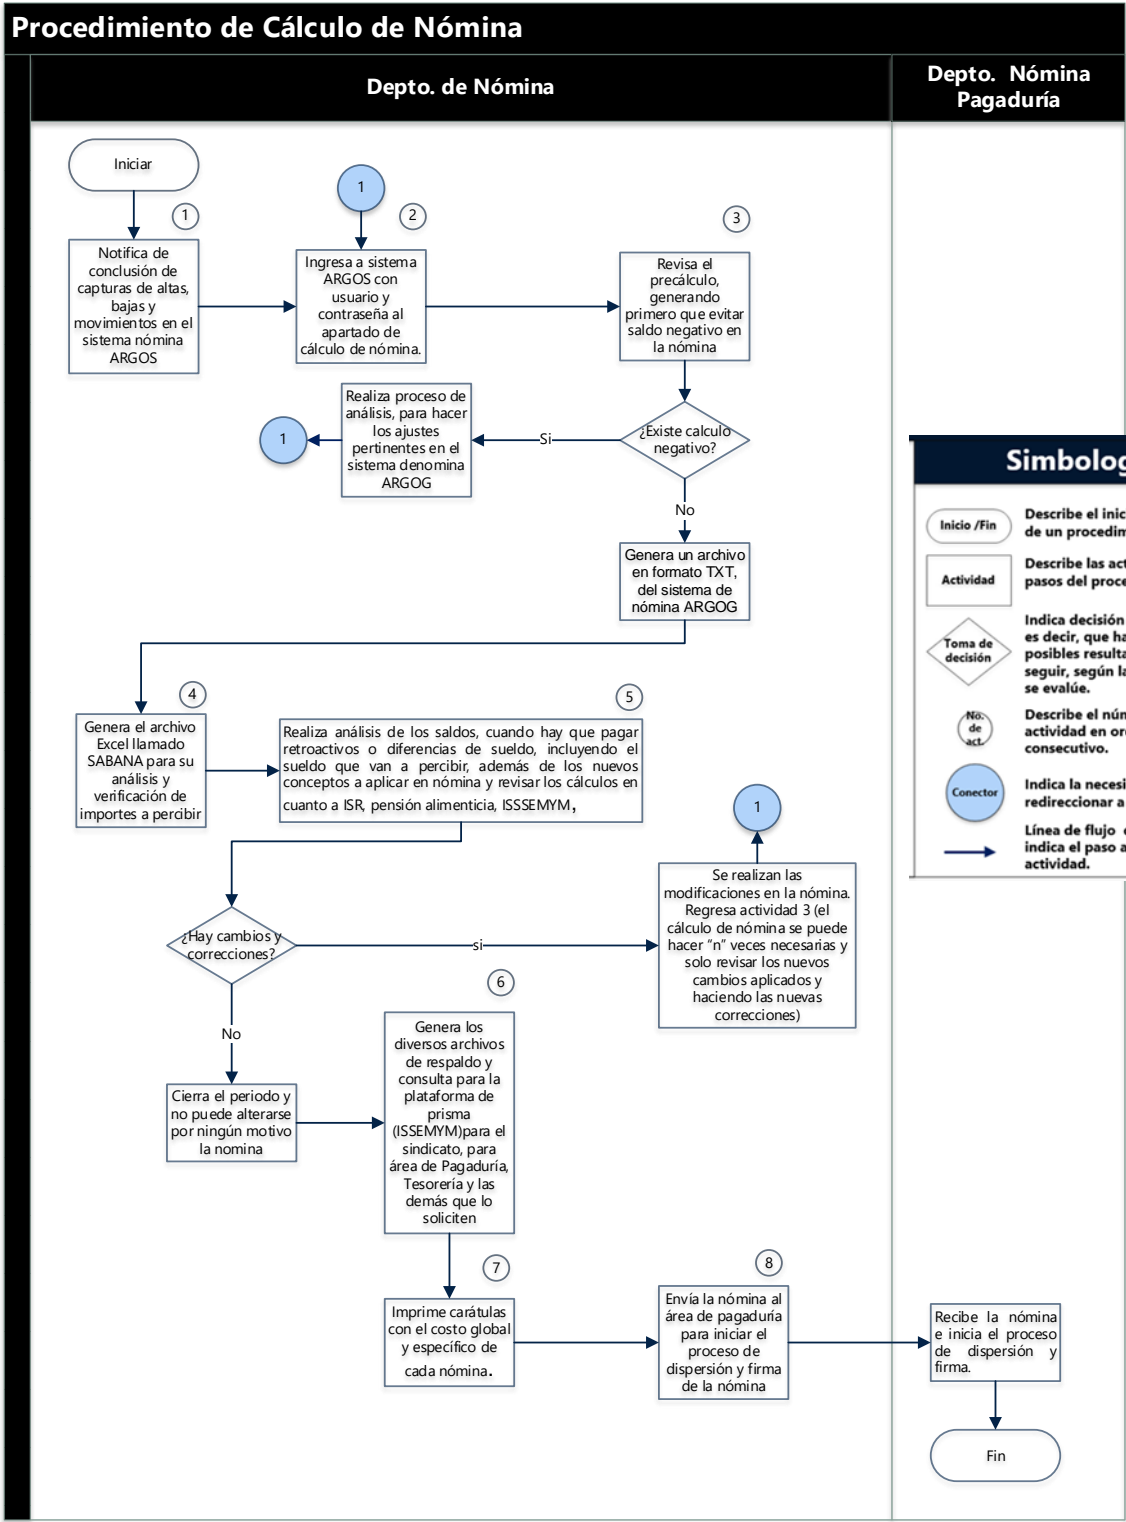 Procedimiento de Cálculo de Nómina
Depto. de Nómina
Depto. Nómina
Pagaduría
Iniciar
1
Notifica de
conclusión de
capturas de altas,
bajas y
movimientos en el
sistema nómina
ARGOS
1
2
Ingresa a sistema
ARGOS con
usuario y
contraseña al
apartado de
cálculo de nómina.
3
Revisa el
precálculo,
generando
primero que evitar
saldo negativo en
la nómina
¿Existe calculo
negativo?
Si
Realiza proceso de
análisis, para hacer
los ajustes
pertinentes en el
sistema denomina
ARGOG
1
No
Genera un archivo
en formato TXT,
del sistema de
nómina ARGOG
4
Genera el archivo
Excel llamado
SABANA para su
análisis y
verificación de
importes a percibir
5
Realiza análisis de los saldos, cuando hay que pagar
retroactivos o diferencias de sueldo, incluyendo el
sueldo que van a percibir, además de los nuevos
conceptos a aplicar en nómina y revisar los cálculos en
cuanto a ISR, pensión alimenticia, ISSSEMYM,
¿Hay cambios y
correcciones?
si
1
Se realizan las
modificaciones en la nómina.
Regresa actividad 3 (el
cálculo de nómina se puede
hacer “n” veces necesarias y
solo revisar los nuevos
cambios aplicados y
haciendo las nuevas
correcciones)
No
Cierra el periodo y
no puede alterarse
por ningún motivo
la nomina
6
Genera los
diversos archivos
de respaldo y
consulta para la
plataforma de
prisma
(ISSEMYM)para el
sindicato, para
área de Pagaduría,
Tesorería y las
demás que lo
soliciten
7
Imprime carátulas
con el costo global
y específico de
cada nómina.
8
Envía la nómina al
área de pagaduría
para iniciar el
proceso de
dispersión y firma
de la nómina
Recibe la nómina
e inicia el proceso
de dispersión y
firma.
Fin
Simbolog
Inicio /Fin
Describe el inic
de un procedim
Actividad
Describe las act
pasos del proce
Toma de
decisión
Indica decisión
es decir, que ha
posibles resulta
seguir, según la
se evalúe.
No.
de
act.
Describe el núm
actividad en ord
consecutivo.
Conector
Indica la necesi
redireccionar a
Línea de flujo
indica el paso a
actividad.